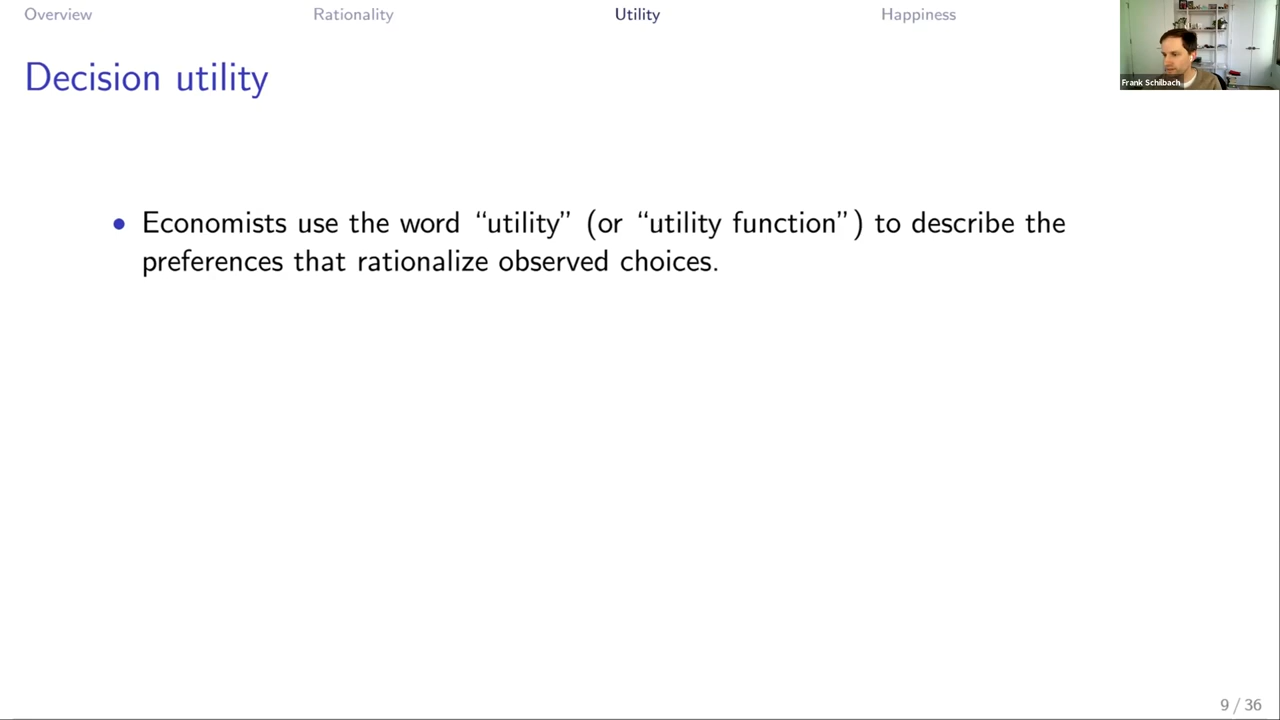 Overview Rationality Utility Happiness
Frank Schilbach
Decision utility
• Economists use the word “utility” (or “utility function”) to describe the
preferences that rationalize observed choices.
9 / 36